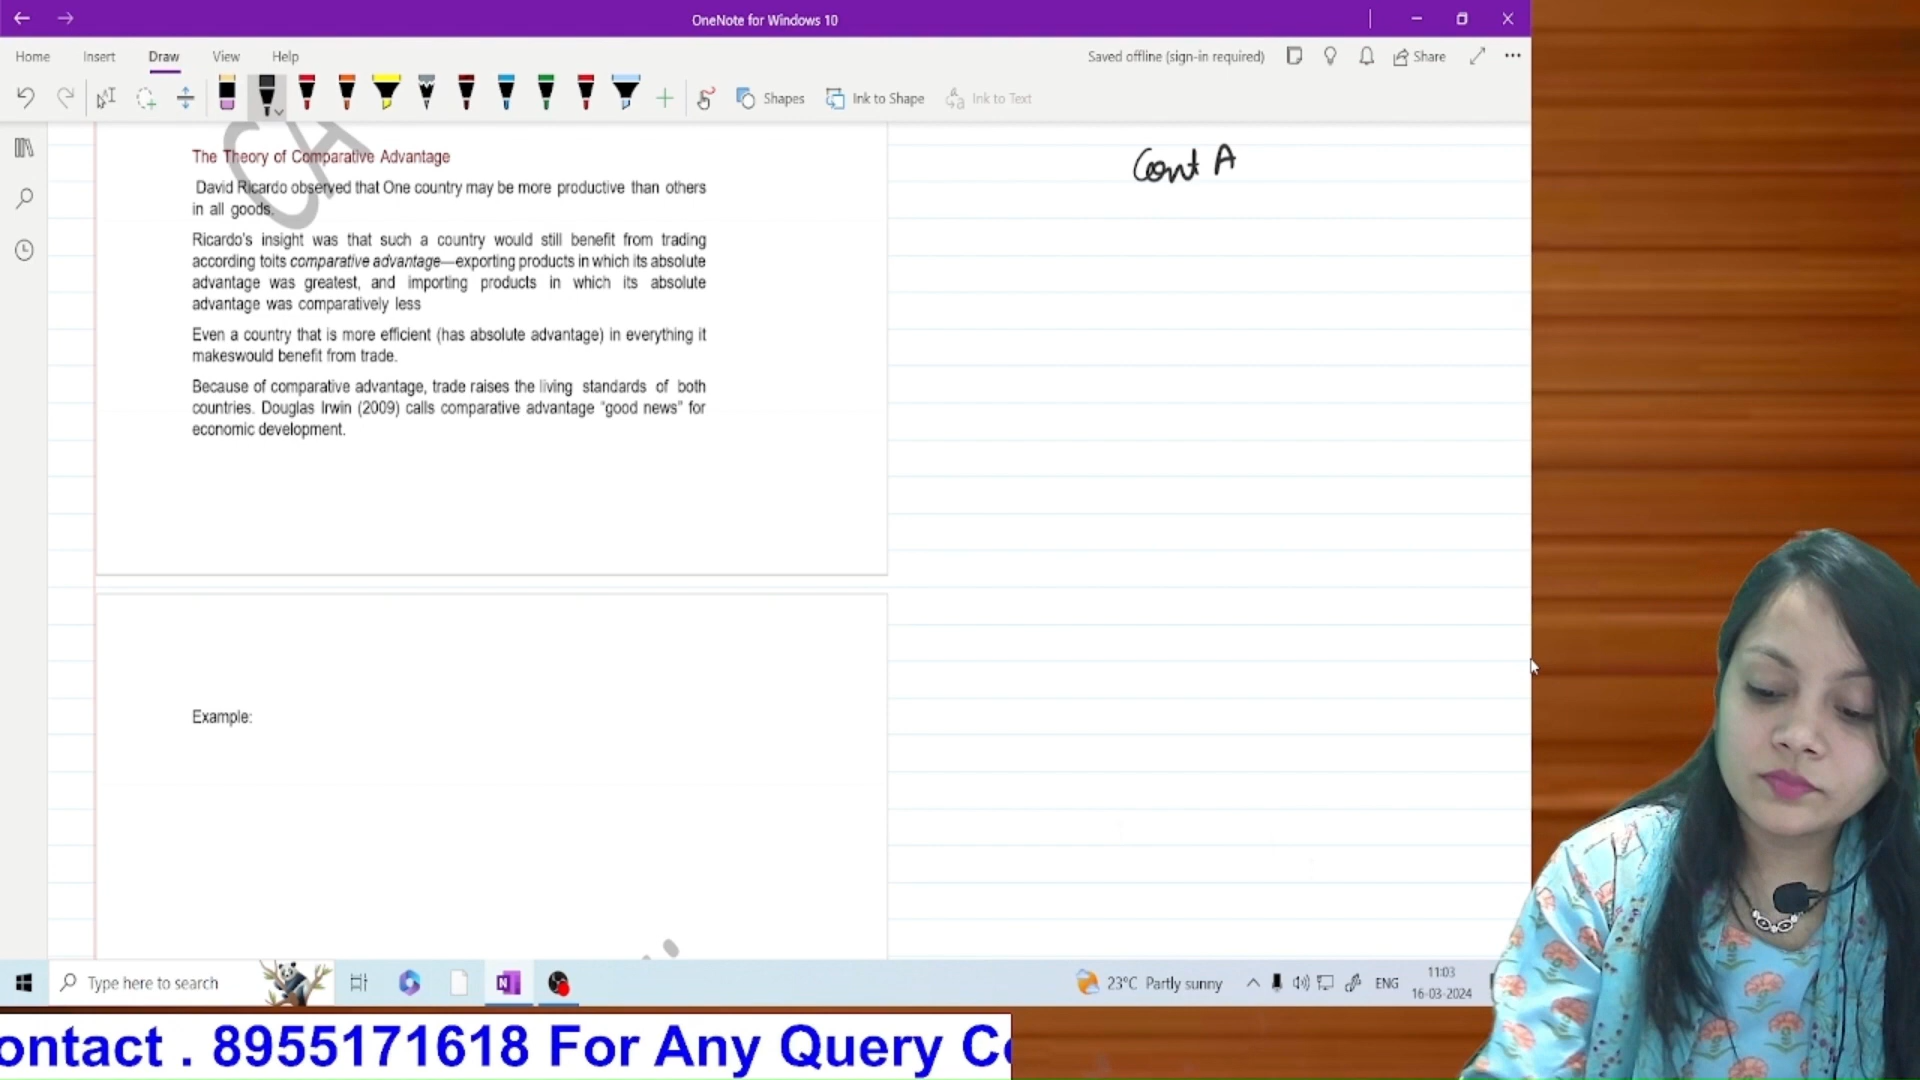 OneNote for Windows 10
Home Insert Draw View Help
Saved offline (sign-in required) Share
Shapes Ink to Shape Ink to Text
CA
The Theory of Comparative Advantage
David Ricardo observed that One country may be more productive than others
in all goods.
Ricardo's insight was that such a country would still benefit from trading
according toits comparative advantage—exporting products in which its absolute
advantage was greatest, and importing products in which its absolute
advantage was comparatively less
Even a country that is more efficient (has absolute advantage) in everything it
makeswould benefit from trade.
Because of comparative advantage, trade raises the living standards of both
countries. Douglas Irwin (2009) calls comparative advantage "good news" for
economic development.
Example:
Cont A
Type here to search
23°C Partly sunny
ENG
11:03
16-03-2024
ontact . 8955171618 For Any Query Co